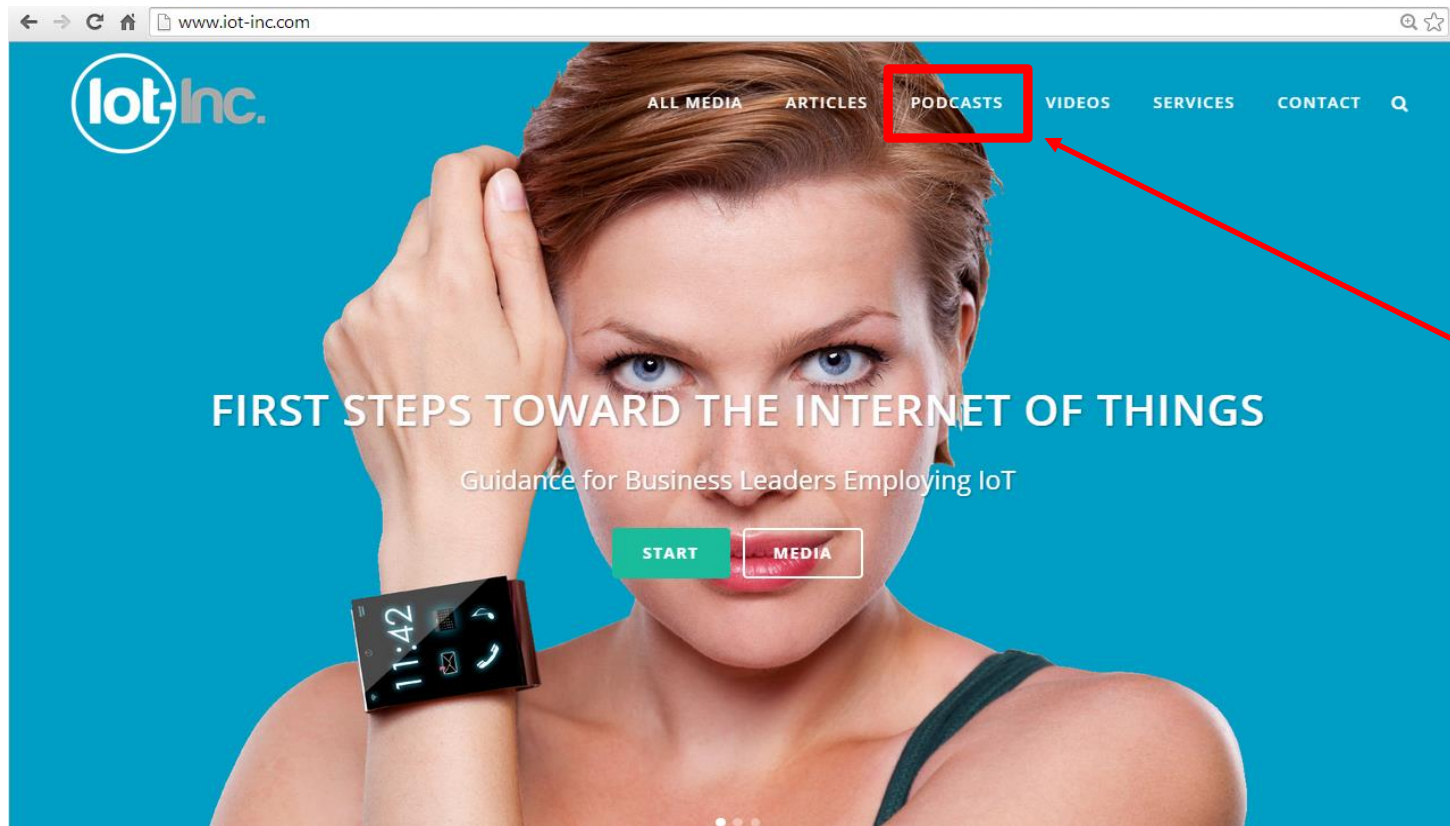 www.iot-inc.com
Iot-Inc.
ALL MEDIA ARTICLES PODCASTS VIDEOS SERVICES CONTACT
FIRST STEPS TOWARD THE INTERNET OF THINGS
Guidance for Business Leaders Employing IoT
START MEDIA
11:42